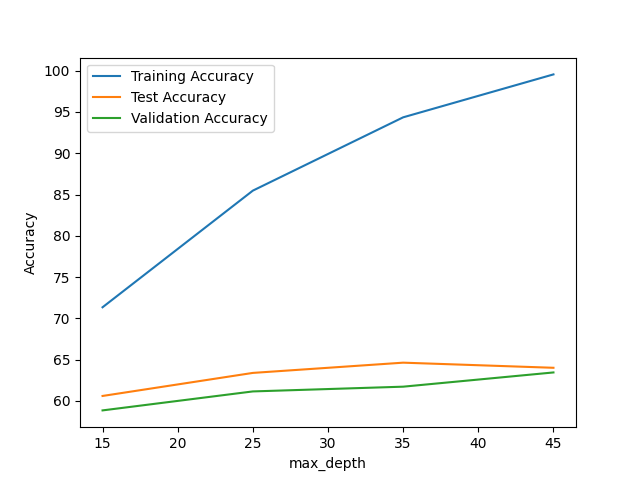 Training Accuracy
Test Accuracy
Validation Accuracy
100
95
90
85
80
75
70
65
60
Accuracy
15 20 25 30 35 40 45
max_depth